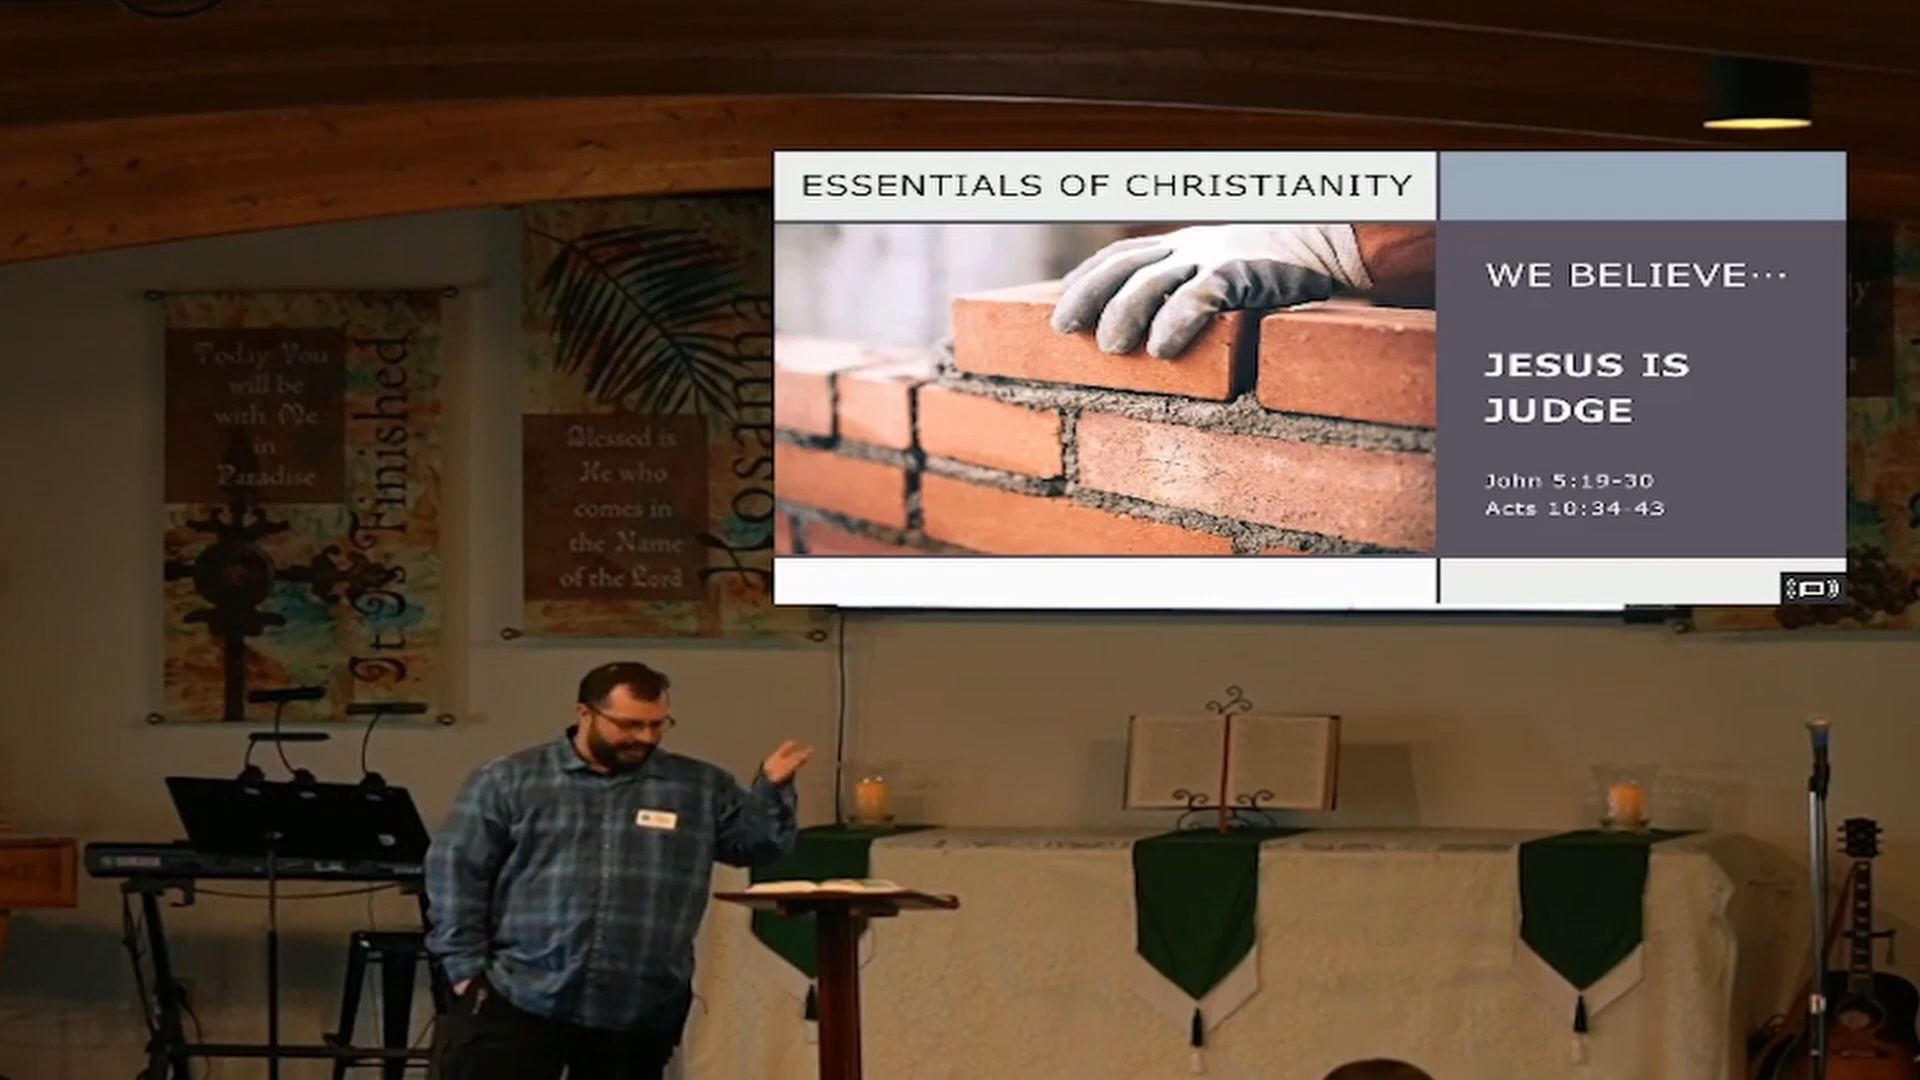 ESSENTIALS OF CHRISTIANITY
WE BELIEVE...
JESUS IS
JUDGE
John 5:19-30
Acts 10:34-43
Today You
will be
with Me
in
Paradise
It Is Finished
Blessed is
He who
comes in
the Name
of the Lord
Hosanna
YAMAHA